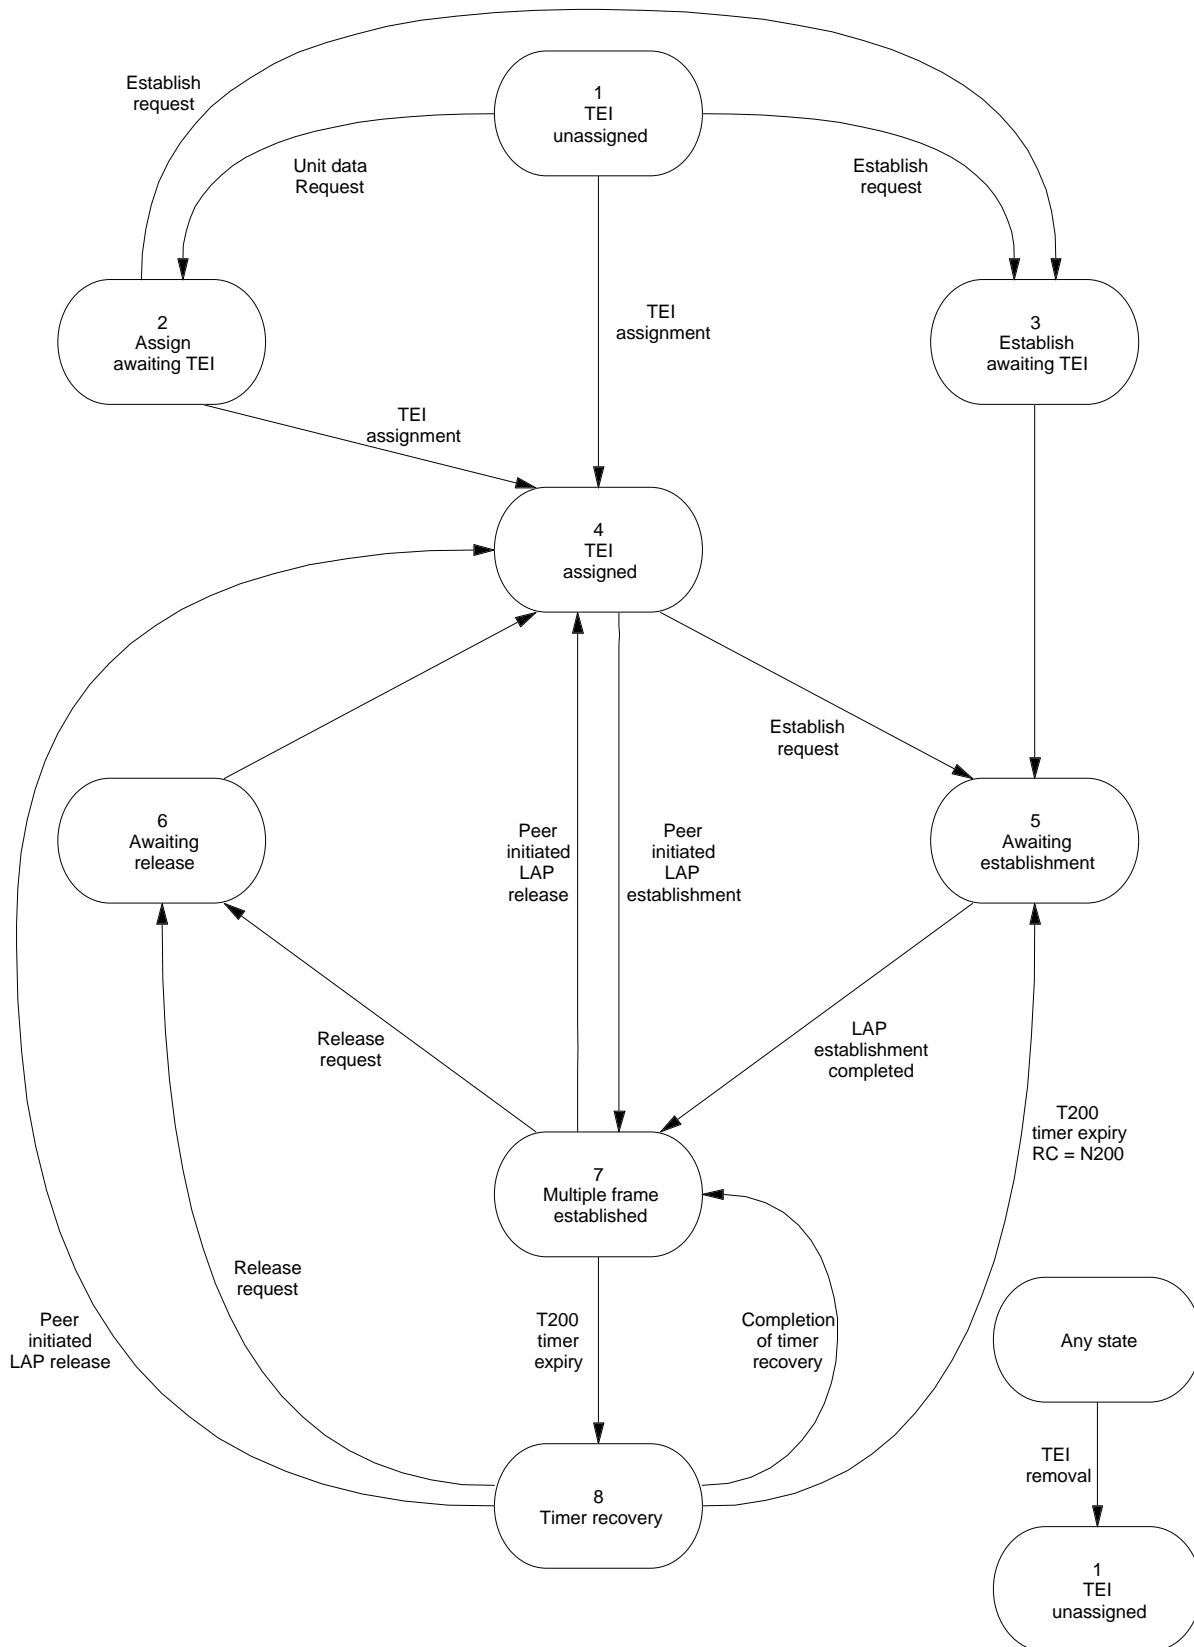 Establish
request
1
TEI
unassigned
Unit data
Request
Establish
request
2
Assign
awaiting TEI
TEI
assignment
3
Establish
awaiting TEI
TEI
assignment
4
TEI
assigned
Establish
request
6
Awaiting
release
Peer
initiated
LAP
release
Peer
initiated
LAP
establishment
5
Awaiting
establishment
Release
request
LAP
establishment
completed
T200
timer expiry
RC = N200
7
Multiple frame
established
Release
request
Peer
initiated
LAP release
T200
timer
expiry
Completion
of timer
recovery
Any state
TEI
removal
8
Timer recovery
1
TEI
unassigned